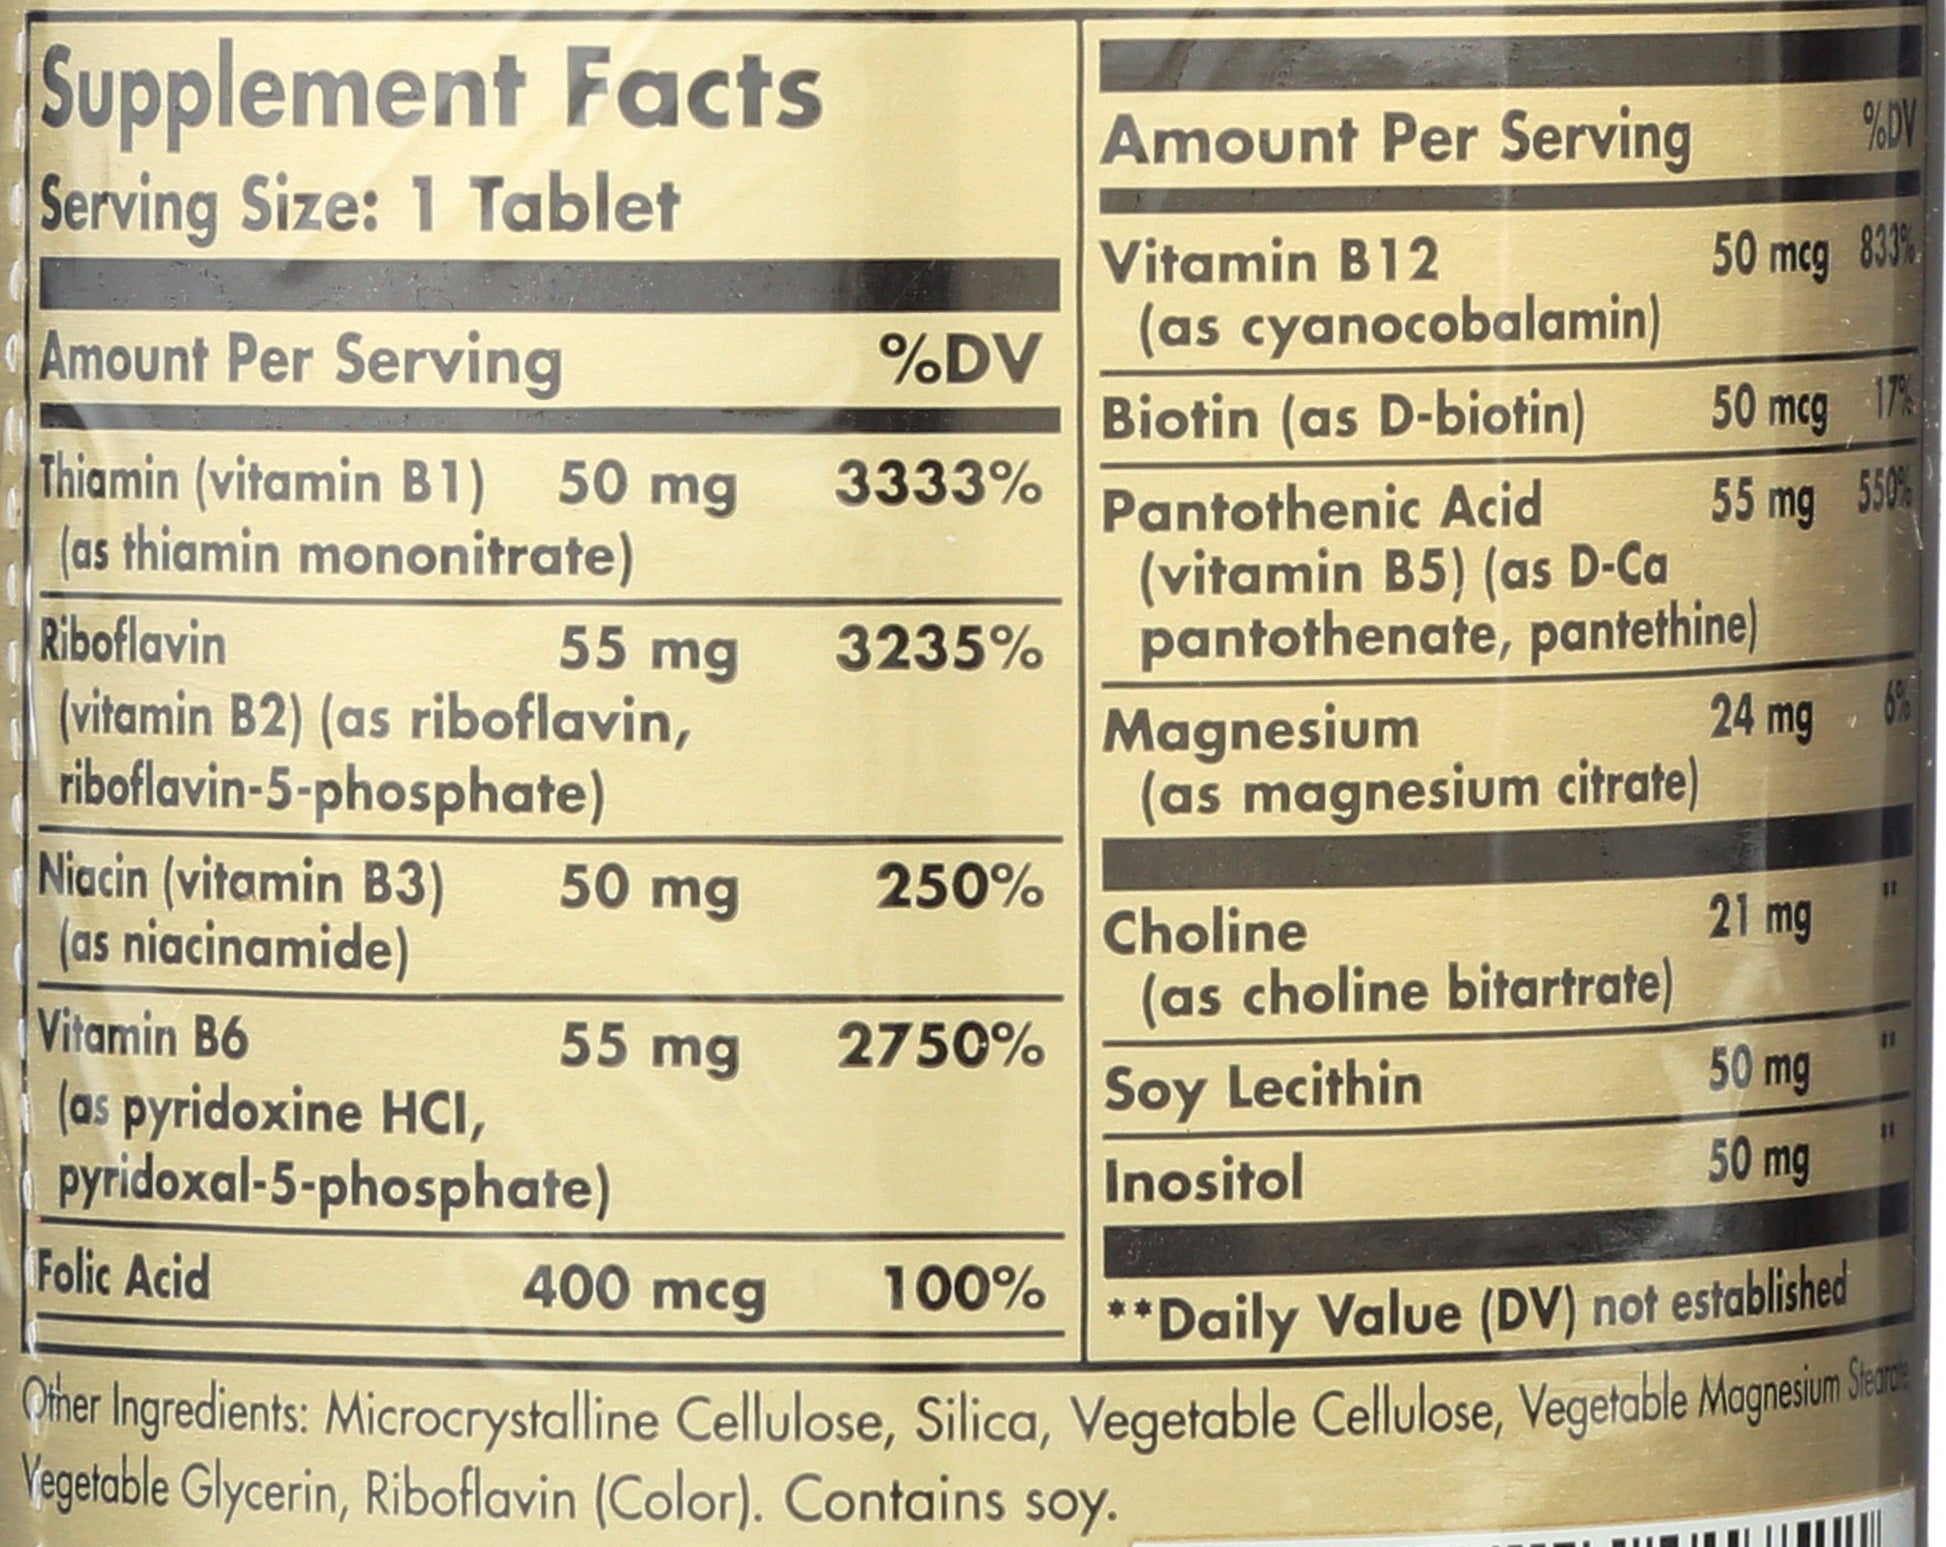 Supplement Facts
Serving Size: 1 Tablet
Amount Per Serving %DV
Thiamin (vitamin B1) 50 mg 3333%
(as thiamin mononitrate)
Riboflavin 55 mg 3235%
(vitamin B2) (as riboflavin,
riboflavin-5-phosphate)
Niacin (vitamin B3) 50 mg 250%
(as niacinamide)
Vitamin B6 55 mg 2750%
(as pyridoxine HCl,
pyridoxal-5-phosphate)
Folic Acid 400 mcg 100%
Amount Per Serving %DV
Vitamin B12 50 mcg 833%
(as cyanocobalamin)
Biotin (as D-biotin) 50 mcg 17%
Pantothenic Acid 55 mg 550%
(vitamin B5) (as D-Ca
pantothenate, pantethine)
Magnesium 24 mg 6%
(as magnesium citrate)
Choline 21 mg **
(as choline bitartrate)
Soy Lecithin 50 mg **
Inositol 50 mg **
**Daily Value (DV) not established
Other Ingredients: Microcrystalline Cellulose, Silica, Vegetable Cellulose, Vegetable Magnesium Stearate
Vegetable Glycerin, Riboflavin (Color). Contains soy.